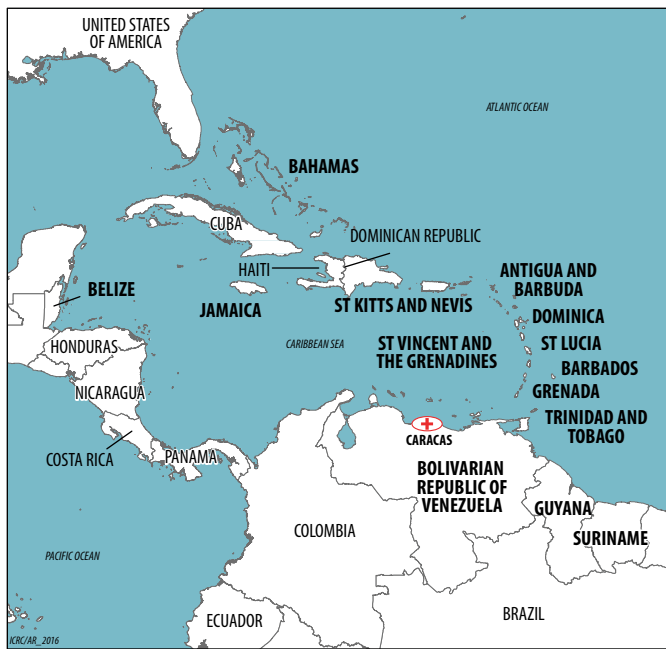 UNITED STATES
OF AMERICA
ATLANTIC OCEAN
BAHAMAS
CUBA
DOMINICAN REPUBLIC
HAITI
ANTIGUA AND
BARBUDA
BELIZE
JAMAICA
ST KITTS AND NEVIS
DOMINICA
HONDURAS
CARIBBEAN SEA
ST VINCENT AND
THE GRENADINES
ST LUCIA
BARBADOS
NICARAGUA
GRENADA
TRINIDAD AND
TOBAGO
CARACAS
COSTA RICA
PANAMA
BOLIVARIAN
REPUBLIC OF
VENEZUELA
GUYANA
COLOMBIA
SURINAME
PACIFIC OCEAN
ECUADOR
BRAZIL
ICRC/AR_2016